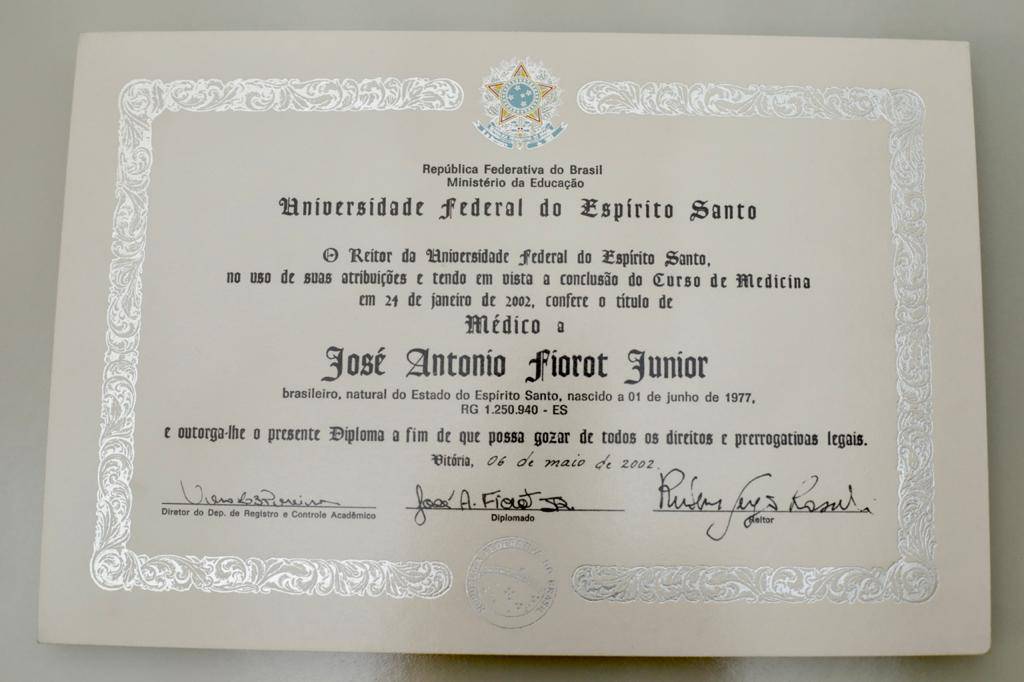 República Federativa do Brasil
Ministério da Educação
Universidade Federal do Espírito Santo
O Reitor da Universidade Federal do Espírito Santo,
no uso de suas atribuições e tendo em vista a conclusão do Curso de Medicina
em 24 de janeiro de 2002, confere o título de
Médico a
José Antonio Fiorot Junior
brasileiro, natural do Estado do Espírito Santo, nascido a 01 de junho de 1977,
RG 1.250.940 - ES
e outorga-lhe o presente Diploma a fim de que possa gozar de todos os direitos e prerrogativas legais.
Vitória, 06 de maio de 2002.
José A. Fiorot Jr.
Diretor do Dep. de Registro e Controle Acadêmico
Diplomado
Reitor